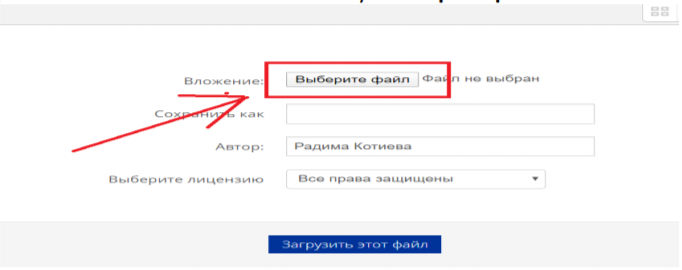 Вложение: Выберите файл Файл не выбран
Сохранить как
Автор: Радима Котиева
Выберите лицензию Все права защищены
Загрузить этот файл